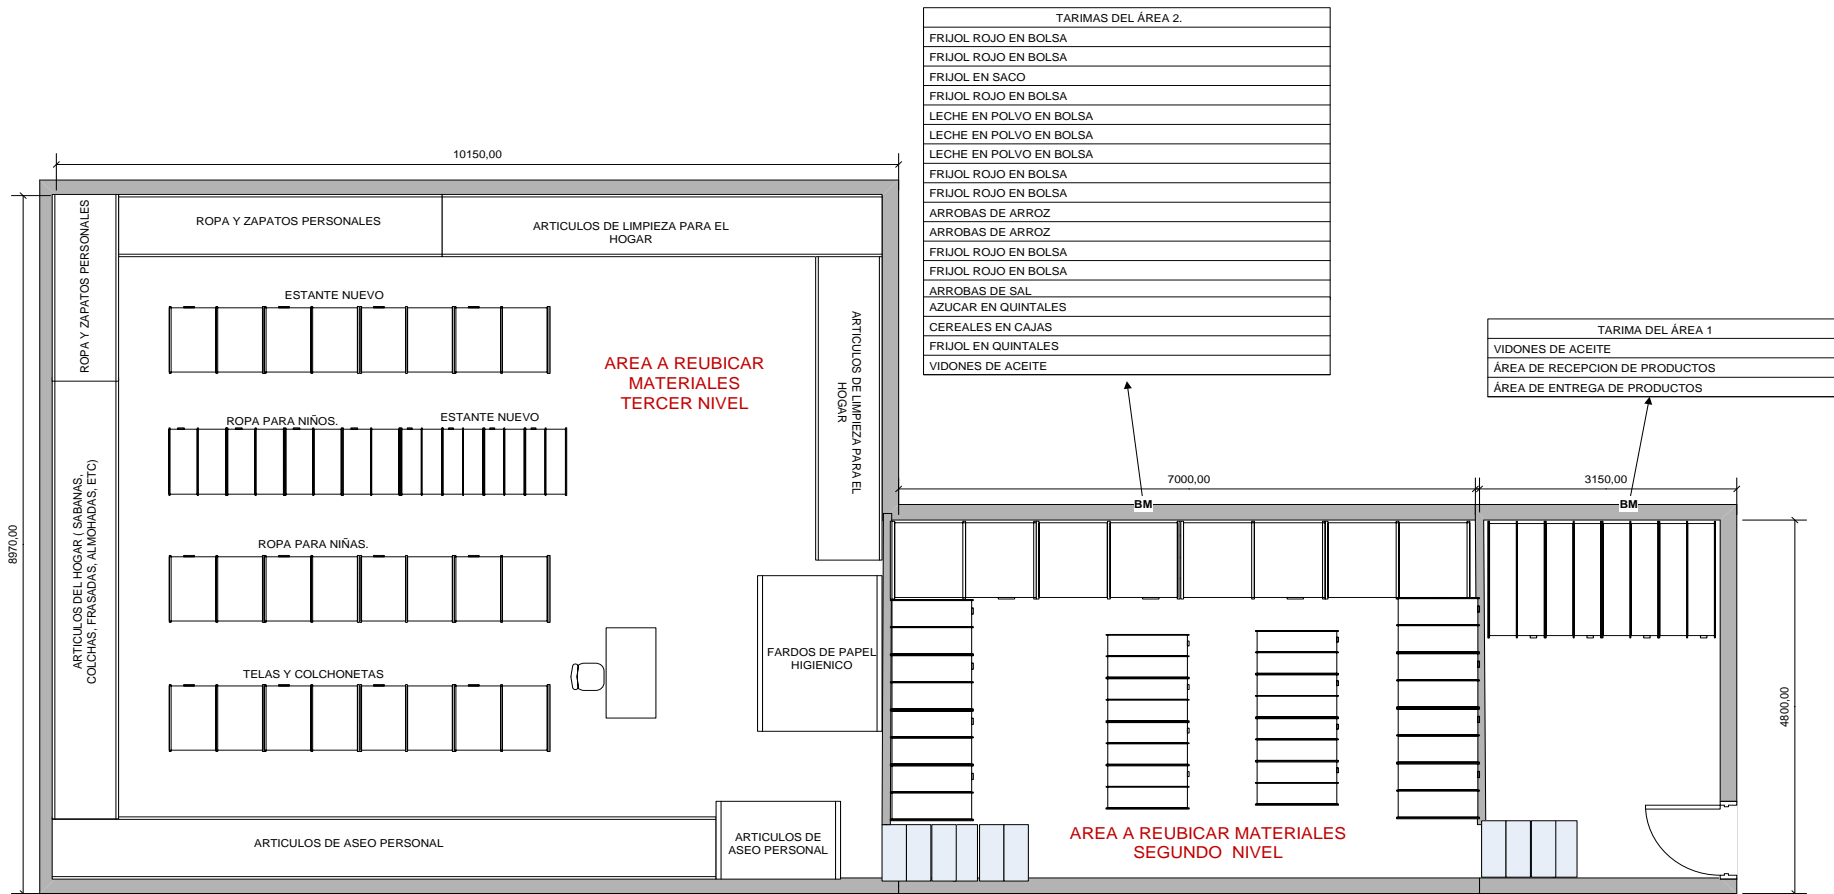 TARIMAS DEL ÁREA 2.
FRIJOL ROJO EN BOLSA
FRIJOL ROJO EN BOLSA
FRIJOL EN SACO
FRIJOL ROJO EN BOLSA
LECHE EN POLVO EN BOLSA
LECHE EN POLVO EN BOLSA
LECHE EN POLVO EN BOLSA
FRIJOL ROJO EN BOLSA
FRIJOL ROJO EN BOLSA
ARROBAS DE ARROZ
ARROBAS DE ARROZ
FRIJOL ROJO EN BOLSA
FRIJOL ROJO EN BOLSA
ARROBAS DE SAL
AZUCAR EN QUINTALES
CEREALES EN CAJAS
FRIJOL EN QUINTALES
VIDONES DE ACEITE
TARIMA DEL ÁREA 1
VIDONES DE ACEITE
ÁREA DE RECEPCION DE PRODUCTOS
ÁREA DE ENTREGA DE PRODUCTOS
10150,00
8970,00
ROPA Y ZAPATOS PERSONALES
ROPA Y ZAPATOS PERSONALES
ARTICULOS DE LIMPIEZA PARA EL
HOGAR
ESTANTE NUEVO
AREA A REUBICAR
MATERIALES
TERCER NIVEL
ARTICULOS DE LIMPIEZA PARA EL
HOGAR
ROPA PARA NIÑOS.
ESTANTE NUEVO
ARTICULOS DEL HOGAR ( SABANAS,
COLCHAS, FRASADAS, ALMOHADAS, ETC)
ROPA PARA NIÑAS.
TELAS Y COLCHONETAS
FARDOS DE PAPEL
HIGIENICO
ARTICULOS DE ASEO PERSONAL
ARTICULOS DE
ASEO PERSONAL
7000,00
BM
3150,00
BM
4800,00
AREA A REUBICAR MATERIALES
SEGUNDO NIVEL